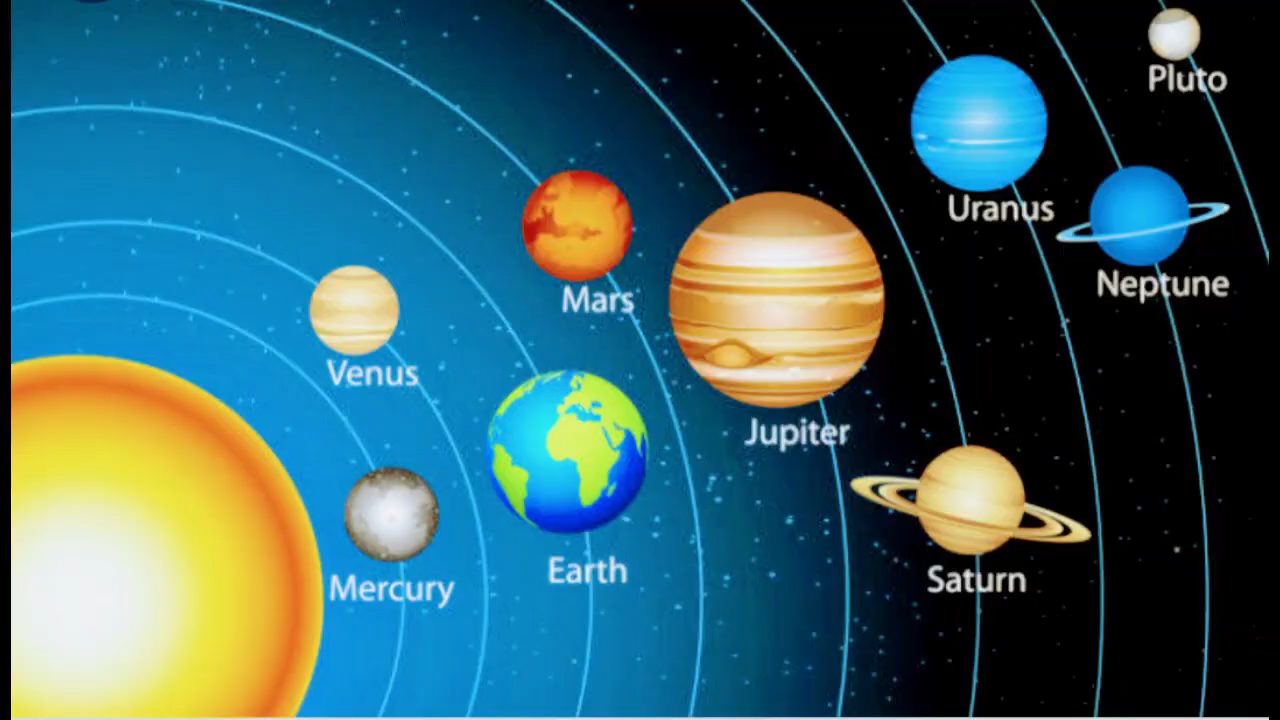 Pluto
Uranus
Neptune
Mars
Venus
Jupiter
Earth
Saturn
Mercury